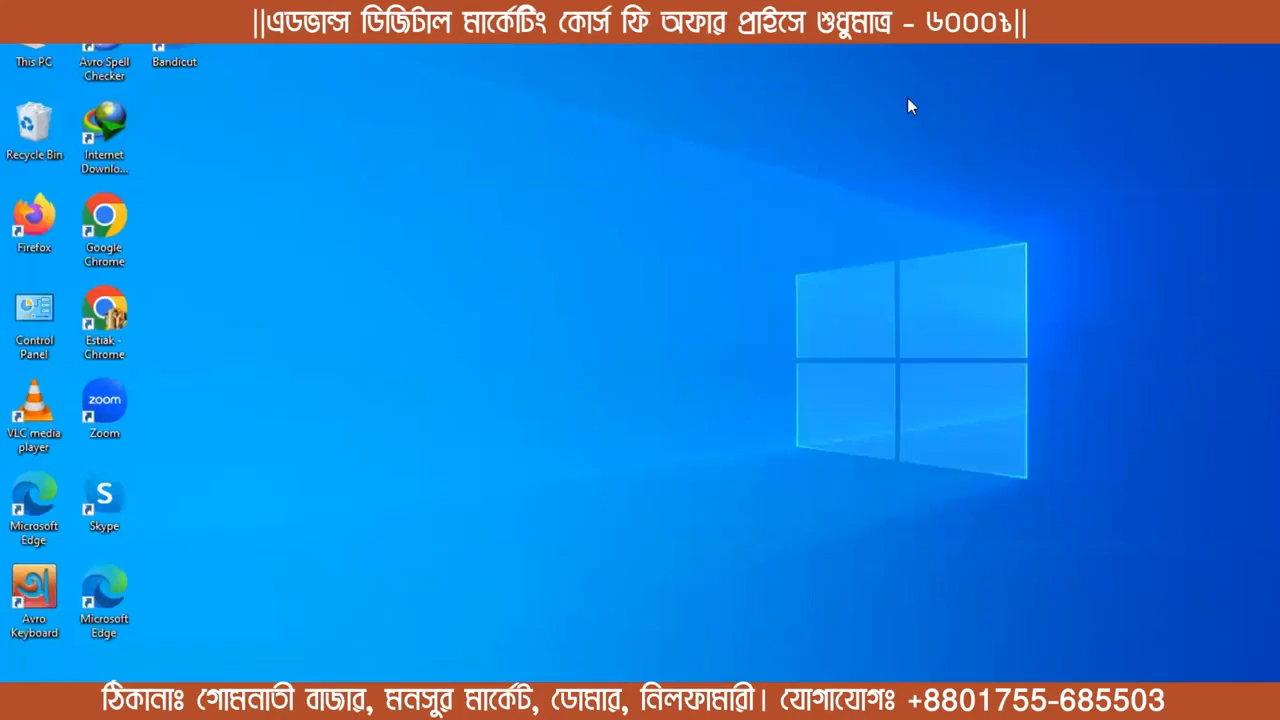 ||এডভান্স ডিজিটাল মার্কেটিং কোর্স ফি অফার প্রাইসে শুধুমাত্র - ৬০০০৳||
This PC
Avro Spell
Checker
Bandicut
Recycle Bin
Internet
Downlo...
Firefox
Google
Chrome
Control
Panel
Estiak -
Chrome
VLC media
player
zoom
Zoom
Microsoft
Edge
S
Skype
অ
Avro
Keyboard
Microsoft
Edge
ঠিকানাঃ গোমনাতী বাজার, মনসুর মার্কেট, ডোমার, নিলফামারী। যোগাযোগঃ +8801755-685503